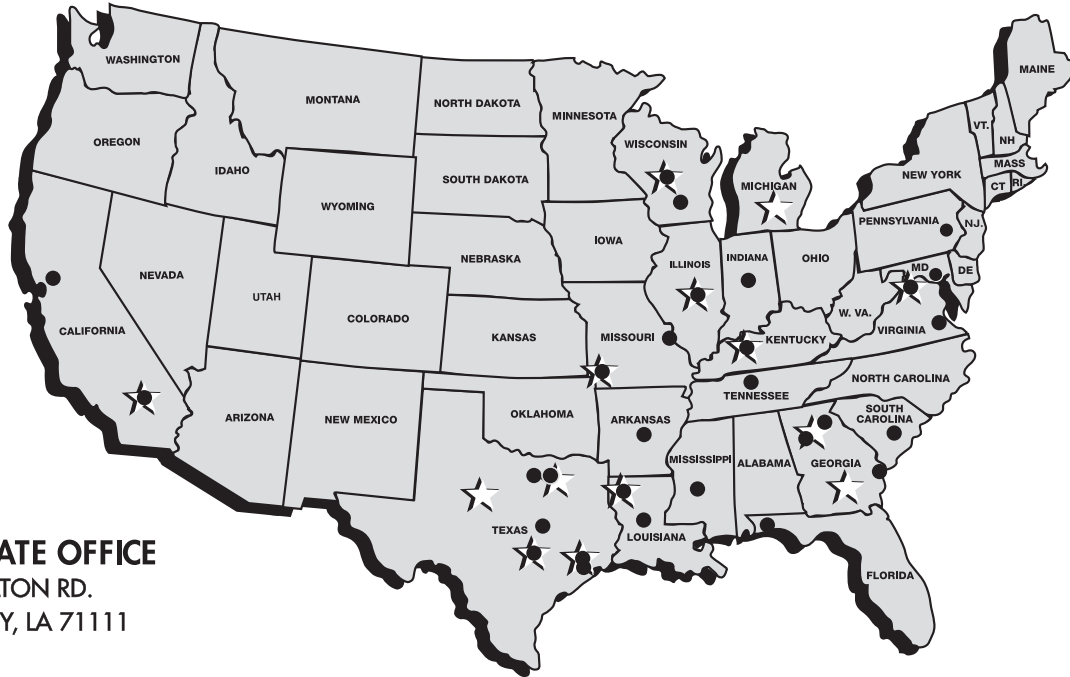 WASHINGTON
MAINE
MONTANA
NORTH DAKOTA
MINNESOTA
VT.
NH
OREGON
WISCONSIN
MASS
IDAHO
SOUTH DAKOTA
MICHIGAN
NEW YORK
CT
RI
WYOMING
PENNSYLVANIA
NJ.
IOWA
NEBRASKA
ILLINOIS
INDIANA
OHIO
NEVADA
MD
DE
UTAH
COLORADO
W. VA.
CALIFORNIA
KANSAS
MISSOURI
KENTUCKY
VIRGINIA
NORTH CAROLINA
TENNESSEE
ARIZONA
NEW MEXICO
OKLAHOMA
ARKANSAS
SOUTH
CAROLINA
MISSISSIPPI
ALABAMA
GEORGIA
TEXAS
LOUISIANA
FLORIDA
ATE OFFICE
TON RD.
Y, LA 71111